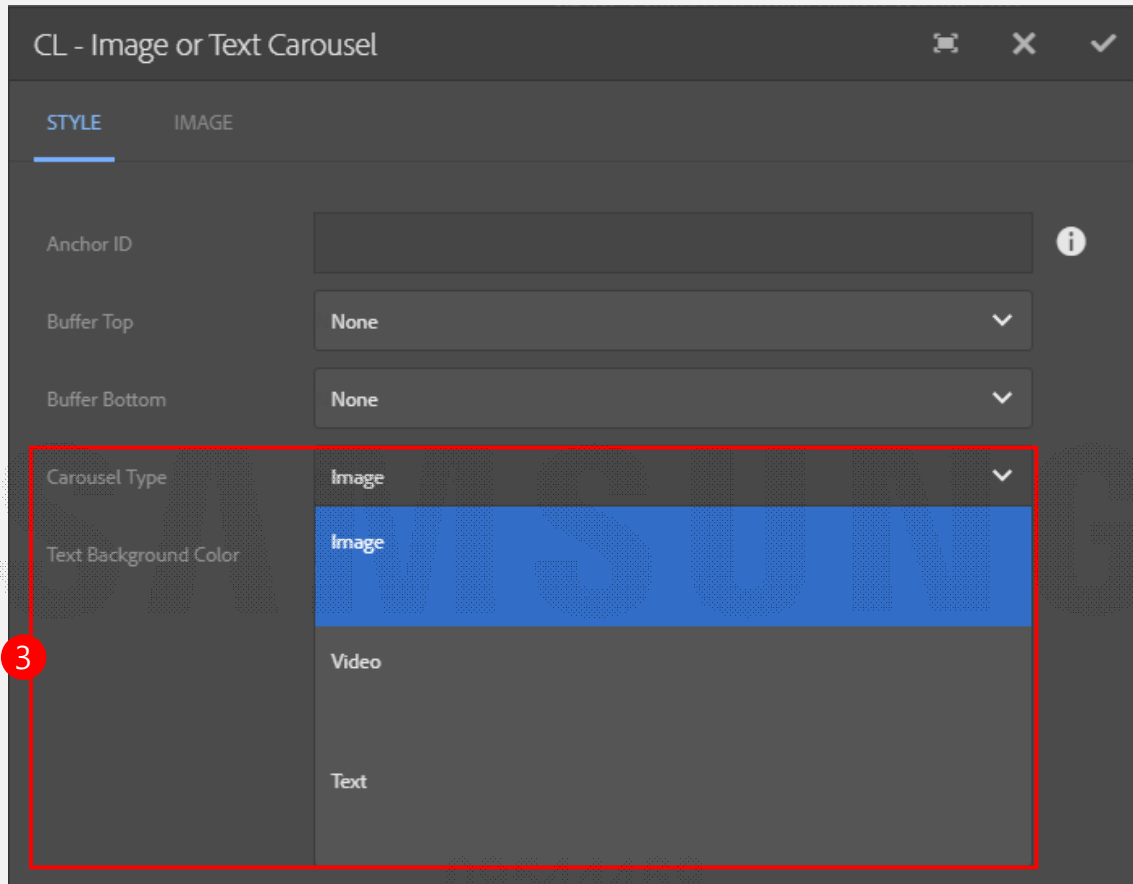 CL - Image or Text Carousel
STYLE IMAGE
Anchor ID
Buffer Top None
Buffer Bottom None
Carousel Type Image
Image
Text Background Color
Video
3
Text
SAMSUNG